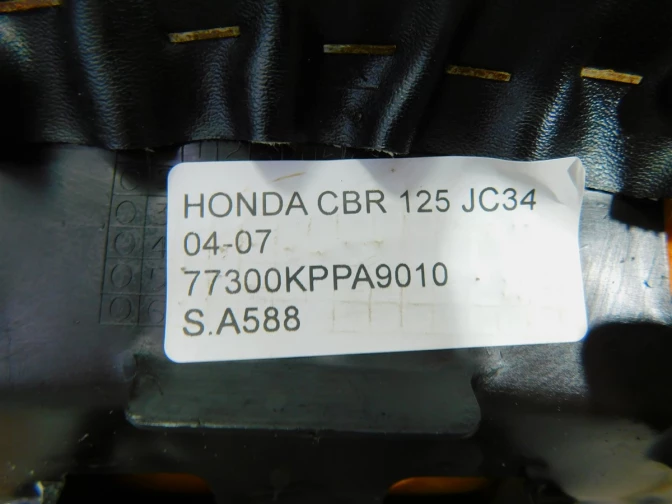 HONDA CBR 125 JC34
04-07
77300KPPA9010
S.A588